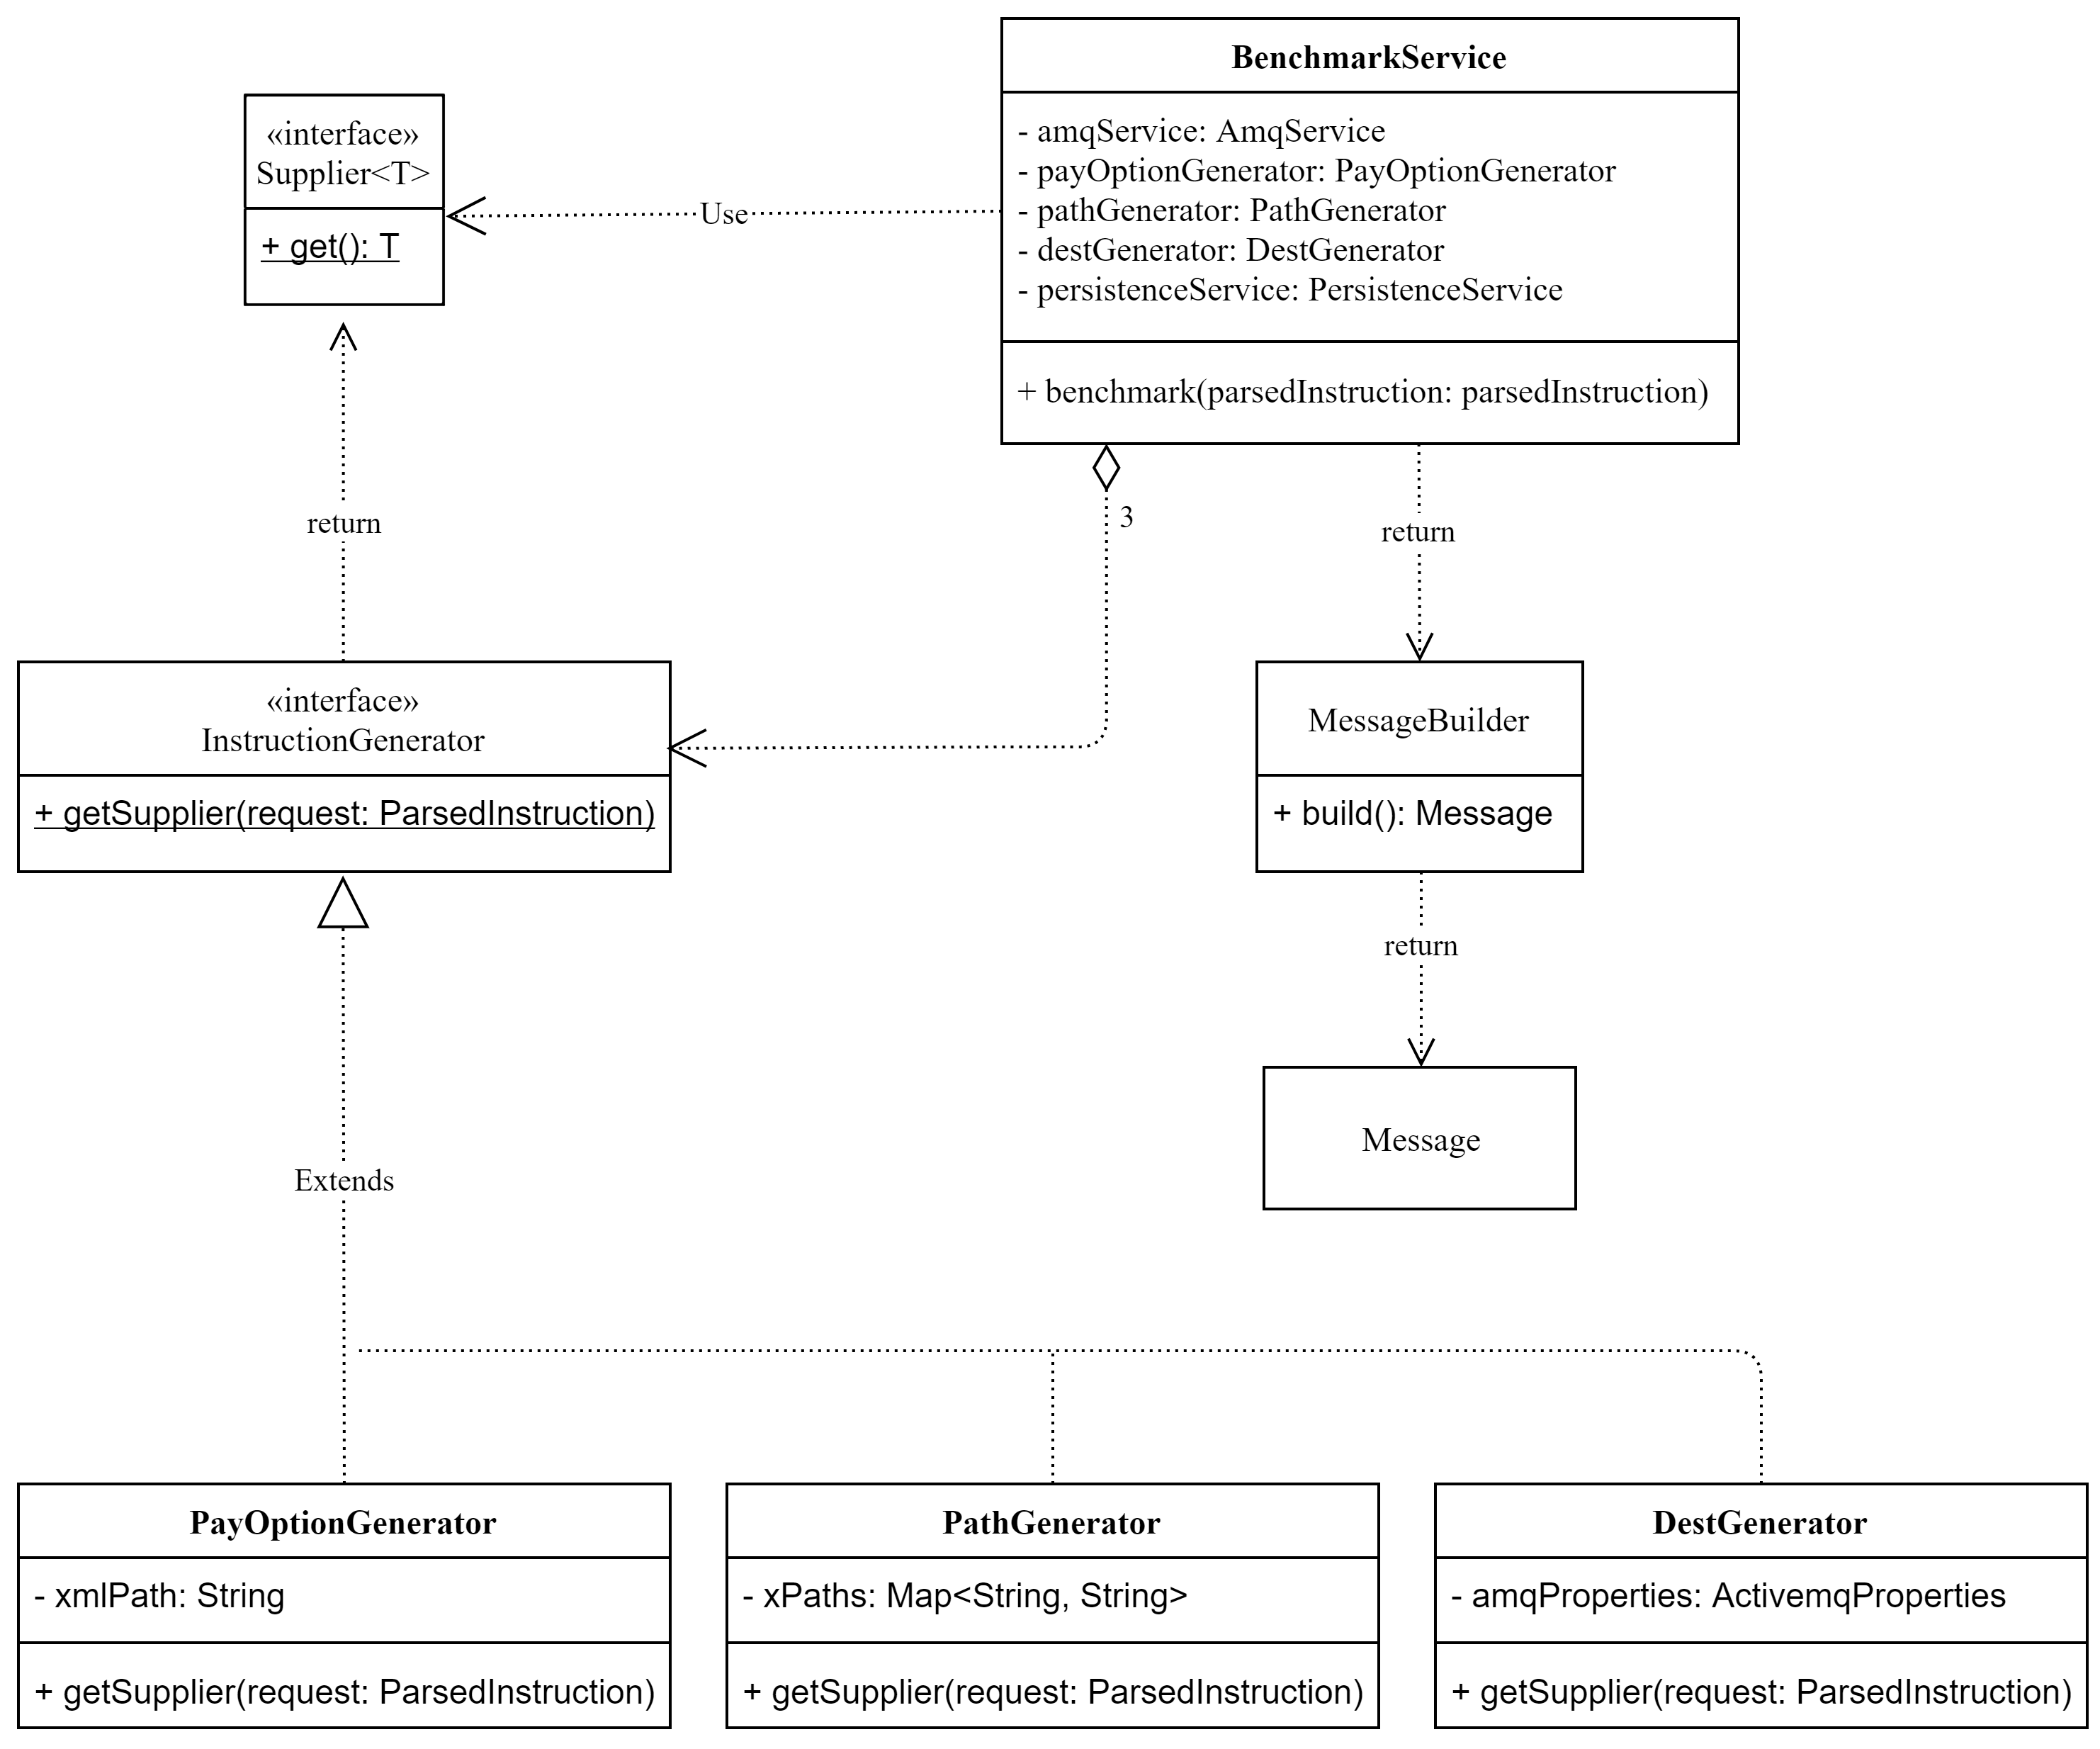 BenchmarkService
- amqService: AmqService
- payOptionGenerator: PayOptionGenerator
- pathGenerator: PathGenerator
- destGenerator: DestGenerator
- persistenceService: PersistenceService
+ benchmark(parsedInstruction: parsedInstruction)
«interface»
Supplier<T>
+ get(): T
Use
return
3
return
«interface»
InstructionGenerator
+ getSupplier(request: ParsedInstruction)
MessageBuilder
+ build(): Message
return
Message
Extends
PayOptionGenerator
- xmlPath: String
+ getSupplier(request: ParsedInstruction)
PathGenerator
- xPaths: Map<String, String>
+ getSupplier(request: ParsedInstruction)
DestGenerator
- amqProperties: ActivemqProperties
+ getSupplier(request: ParsedInstruction)